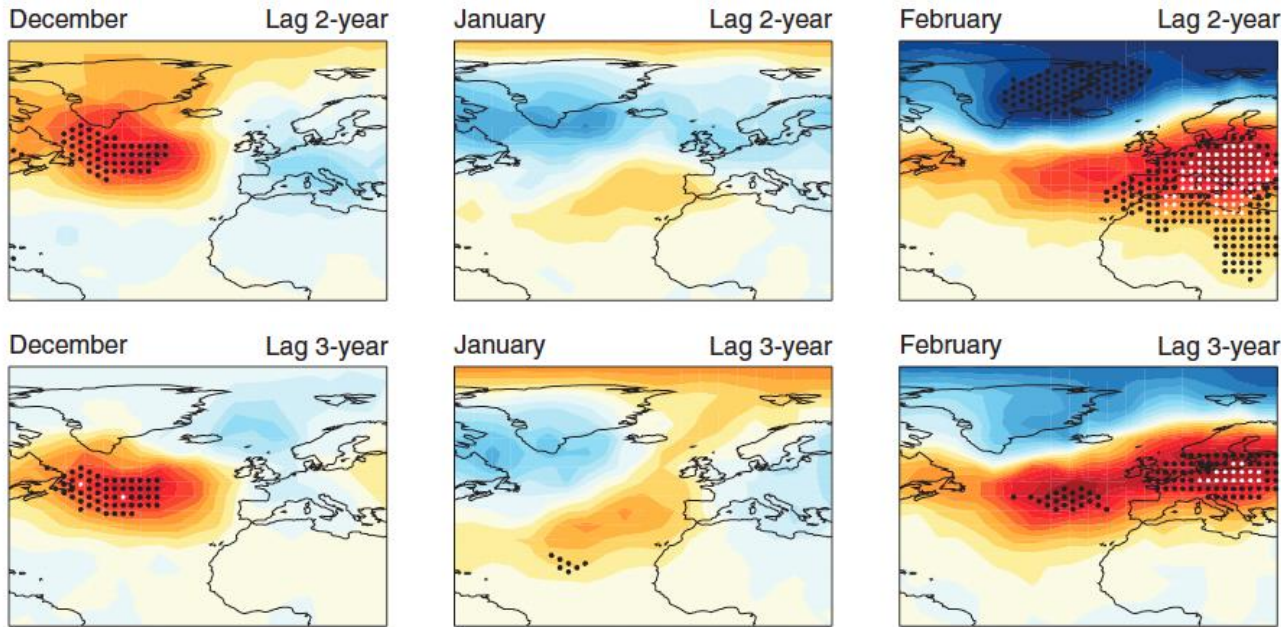 December Lag 2-year
January Lag 2-year
February Lag 2-year
December Lag 3-year
January Lag 3-year
February Lag 3-year